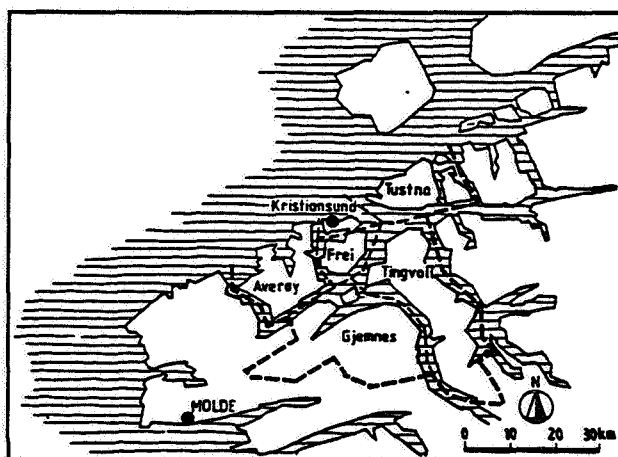 Tustna
Kristiansund
Frei
Tingvoll
Averøy
Gjemnes
MOLDE
N
0 10 20 30km